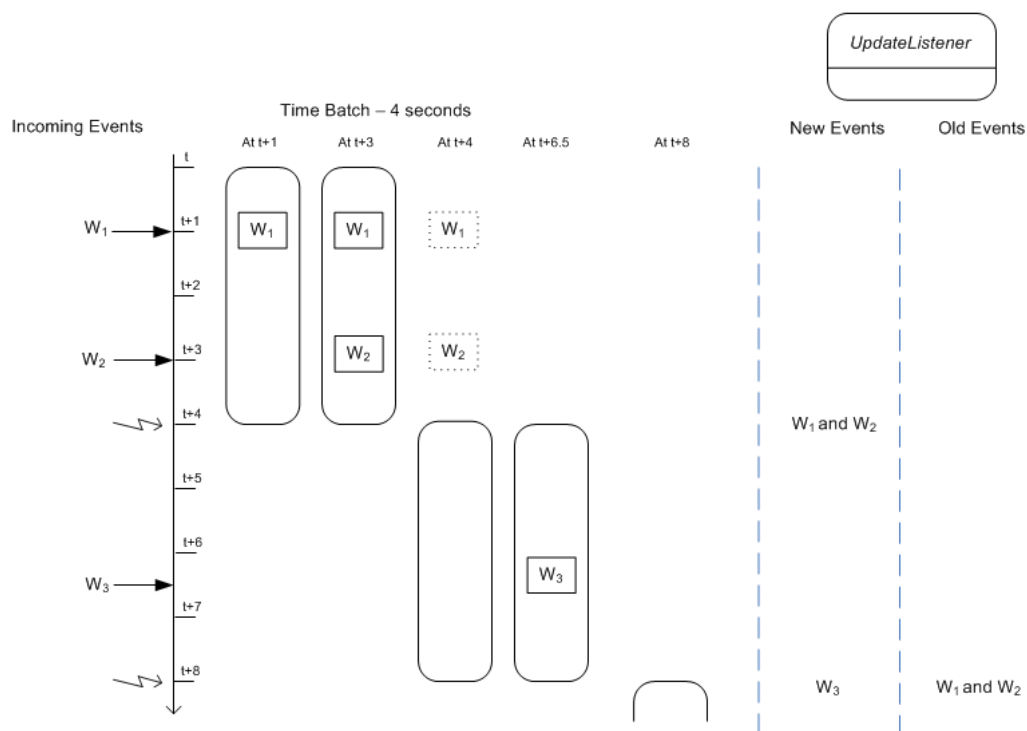 UpdateListener
Time Batch – 4 seconds
Incoming Events
New Events
Old Events
At t+1
At t+3
At t+4
At t+6.5
At t+8
t
W₁
t+1
W₁
W₁
W₁
t+2
W₂
t+3
W₂
W₂
t+4
W₁ and W₂
t+5
t+6
W₃
W₃
t+7
t+8
W₃
W₁ and W₂